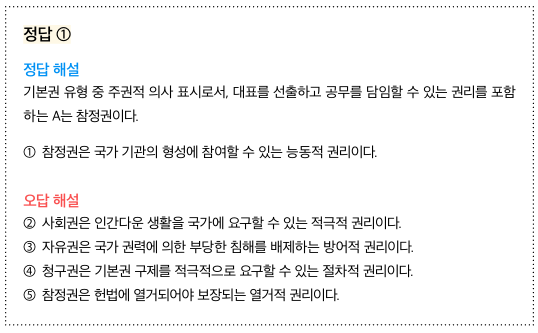 정답 ①
정답 해설
기본권 유형 중 주권적 의사 표시로서, 대표를 선출하고 공무를 담임할 수 있는 권리를 포함
하는 A는 참정권이다.
① 참정권은 국가 기관의 형성에 참여할 수 있는 능동적 권리이다.
오답 해설
② 사회권은 인간다운 생활을 국가에 요구할 수 있는 적극적 권리이다.
③ 자유권은 국가 권력에 의한 부당한 침해를 배제하는 방어적 권리이다.
④ 청구권은 기본권 구제를 적극적으로 요구할 수 있는 절차적 권리이다.
⑤ 참정권은 헌법에 열거되어야 보장되는 열거적 권리이다.